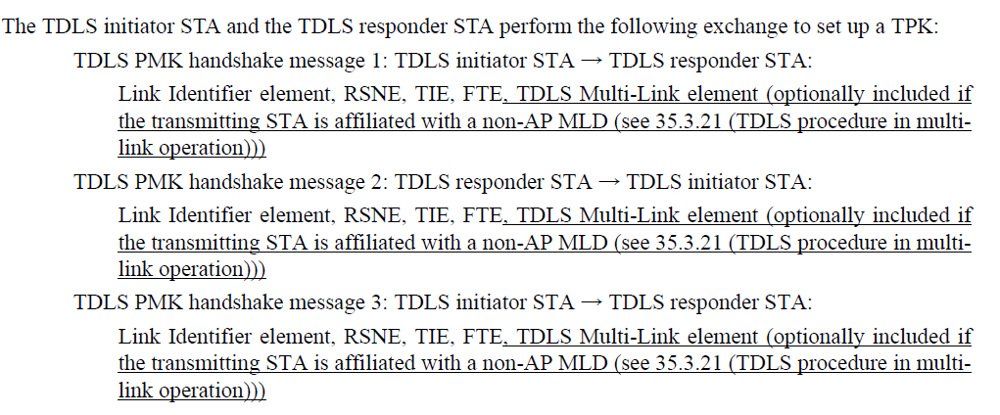 The TDLS initiator STA and the TDLS responder STA perform the following exchange to set up a TPK:
TDLS PMK handshake message 1: TDLS initiator STA → TDLS responder STA:
Link Identifier element, RSNE, TIE, FTE, TDLS Multi-Link element (optionally included if
the transmitting STA is affiliated with a non-AP MLD (see 35.3.21 (TDLS procedure in multi-
link operation)))
TDLS PMK handshake message 2: TDLS responder STA → TDLS initiator STA:
Link Identifier element, RSNE, TIE, FTE, TDLS Multi-Link element (optionally included if
the transmitting STA is affiliated with a non-AP MLD (see 35.3.21 (TDLS procedure in multi-
link operation)))
TDLS PMK handshake message 3: TDLS initiator STA → TDLS responder STA:
Link Identifier element, RSNE, TIE, FTE, TDLS Multi-Link element (optionally included if
the transmitting STA is affiliated with a non-AP MLD (see 35.3.21 (TDLS procedure in multi-
link operation)))